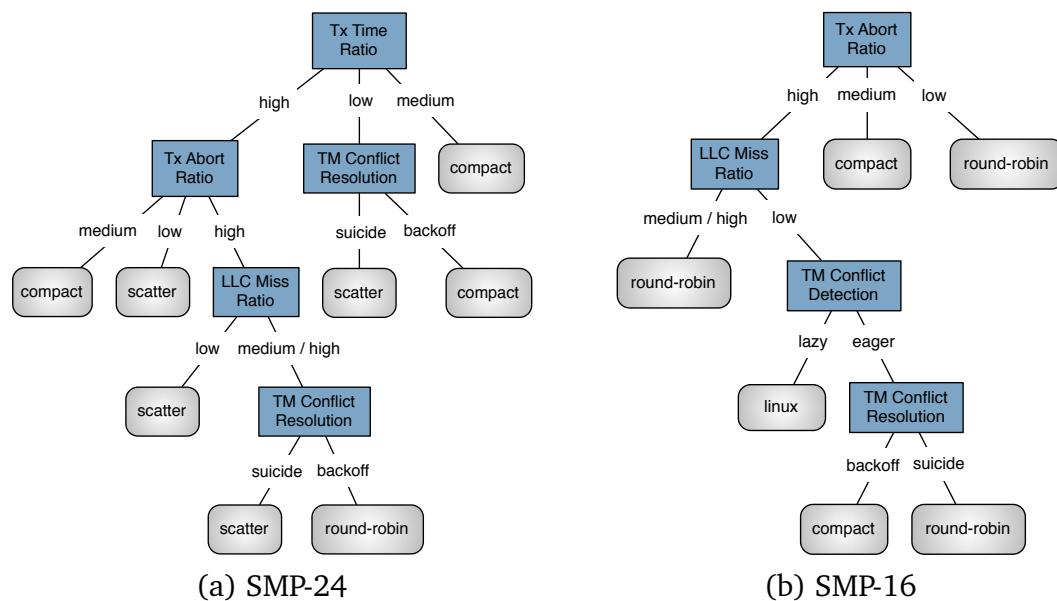 Tx Time
Ratio
high
low
medium
Tx Abort
Ratio
TM Conflict
Resolution
compact
medium
low
high
suicide
backoff
compact
scatter
LLC Miss
Ratio
scatter
compact
low
medium / high
scatter
TM Conflict
Resolution
suicide
backoff
scatter
round-robin
(a) SMP-24
Tx Abort
Ratio
high
medium
low
LLC Miss
Ratio
compact
round-robin
medium / high
low
round-robin
TM Conflict
Detection
lazy
eager
linux
TM Conflict
Resolution
backoff
suicide
compact
round-robin
(b) SMP-16